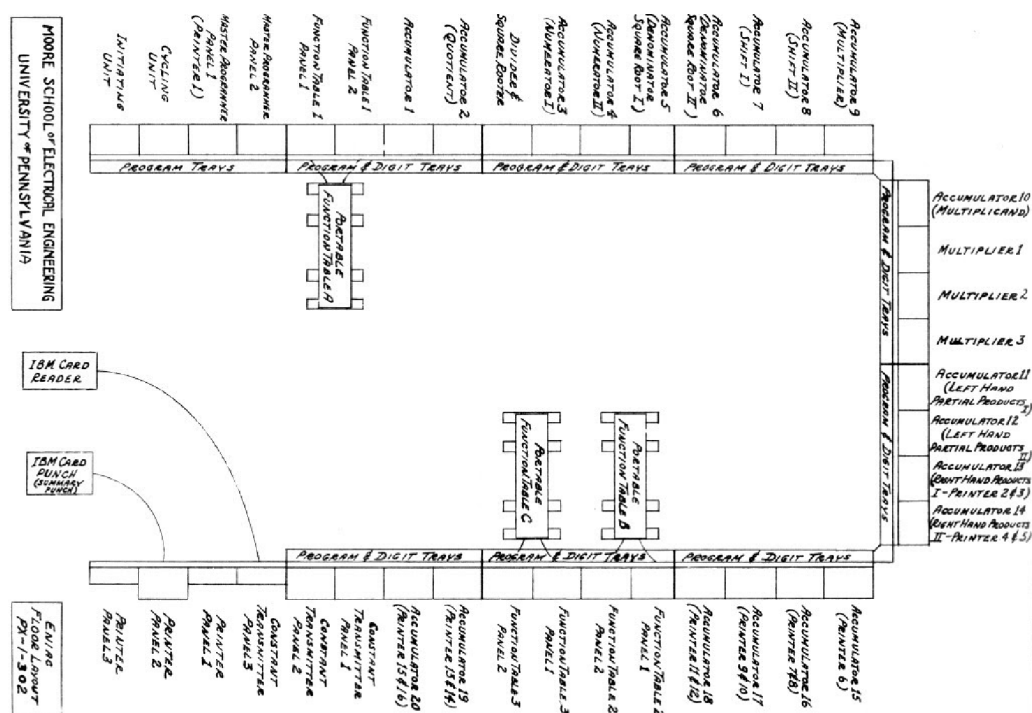 MOORE SCHOOL OF ELECTRICAL ENGINEERING
UNIVERSITY OF PENNSYLVANIA
INITIATING
UNIT
CYCLING
UNIT
MASTER PROGRAMMER
PANEL 1
(PRINTER 1)
MASTER PROGRAMMER
PANEL 2
FUNCTION TABLE 1
PANEL 1
FUNCTION TABLE 1
PANEL 2
ACCUMULATOR 1
ACCUMULATOR 2
(QUOTIENT)
DIVIDER &
SQUARE ROOTER
ACCUMULATOR 3
(NUMERATOR I)
ACCUMULATOR 4
(NUMERATOR II)
ACCUMULATOR 5
(DENOMINATOR
SQUARE ROOT I)
ACCUMULATOR 6
(DENOMINATOR
SQUARE ROOT II)
ACCUMULATOR 7
(SHIFT I)
ACCUMULATOR 8
(SHIFT II)
ACCUMULATOR 9
(MULTIPLIER)
PROGRAM TRAYS
PROGRAM & DIGIT TRAYS
PROGRAM & DIGIT TRAYS
PROGRAM & DIGIT TRAYS
PORTABLE
FUNCTION TABLE A
PROGRAM & DIGIT TRAYS
PROGRAM & DIGIT TRAYS
ACCUMULATOR 10
(MULTIPLICAND)
MULTIPLIER 1
MULTIPLIER 2
MULTIPLIER 3
ACCUMULATOR 11
(LEFT HAND
PARTIAL PRODUCTS I)
ACCUMULATOR 12
(LEFT HAND
PARTIAL PRODUCTS II)
ACCUMULATOR 13
(RIGHT HAND PRODUCTS
I-PRINTER 2 & 3)
ACCUMULATOR 14
(RIGHT HAND PRODUCTS
II-PRINTER 4 & 5)
IBM CARD
READER
IBM CARD
PUNCH
(SUMMARY
PUNCH)
PORTABLE
FUNCTION TABLE C
PORTABLE
FUNCTION TABLE B
PROGRAM & DIGIT TRAYS
PROGRAM & DIGIT TRAYS
PROGRAM & DIGIT TRAYS
PRINTER
PANEL 3
PRINTER
PANEL 2
PRINTER
PANEL 1
CONSTANT
TRANSMITTER
PANEL 3
CONSTANT
TRANSMITTER
PANEL 2
CONSTANT
TRANSMITTER
PANEL 1
ACCUMULATOR 20
(PRINTER 15 & 16)
ACCUMULATOR 19
(PRINTER 13 & 14)
FUNCTION TABLE 3
PANEL 2
FUNCTION TABLE 3
PANEL 1
FUNCTION TABLE 2
PANEL 2
FUNCTION TABLE 2
PANEL 1
ACCUMULATOR 18
(PRINTER 11 & 12)
ACCUMULATOR 17
(PRINTER 9 & 10)
ACCUMULATOR 16
(PRINTER 7 & 8)
ACCUMULATOR 15
(PRINTER 6)
ENIAC
FLOOR LAYOUT
PX-1-302